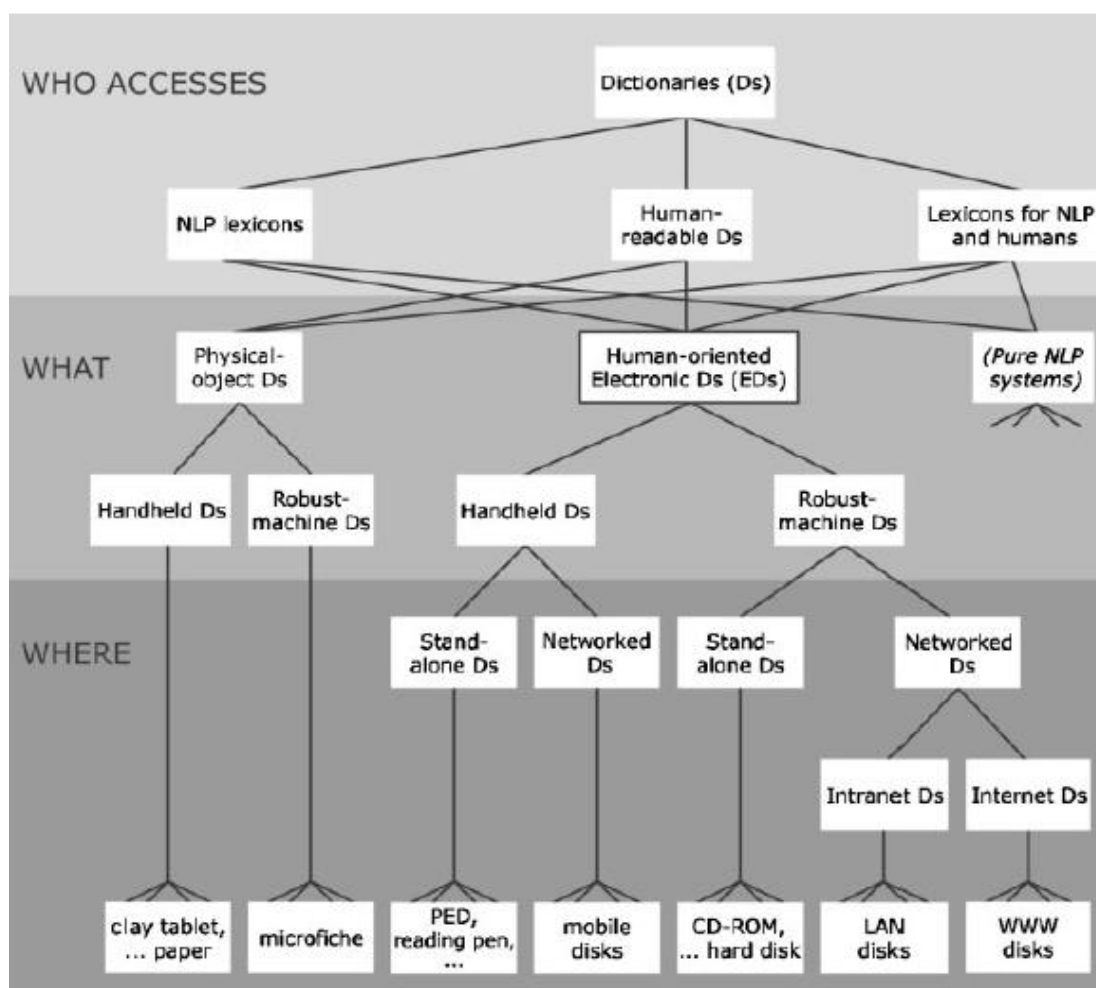 WHO ACCESSES
Dictionaries (Ds)
NLP lexicons
Human-
readable Ds
Lexicons for NLP
and humans
WHAT
Physical-
object Ds
Human-oriented
Electronic Ds (EDs)
(Pure NLP
systems)
Handheld Ds
Robust-
machine Ds
Handheld Ds
Robust-
machine Ds
WHERE
Stand-
alone Ds
Networked
Ds
Stand-
alone Ds
Networked
Ds
Intranet Ds
Internet Ds
clay tablet,
... paper
microfiche
PED,
reading pen,
...
mobile
disks
CD-ROM,
... hard disk
LAN
disks
WWW
disks